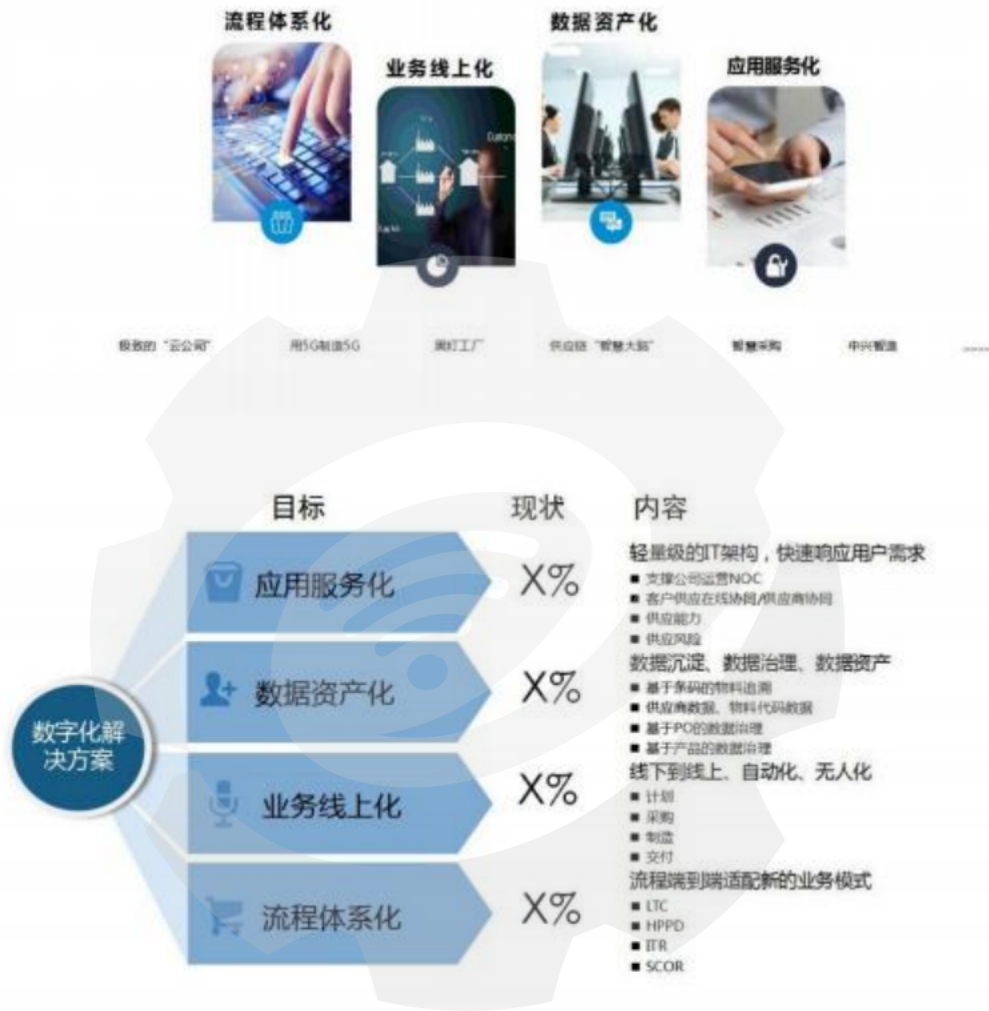 流程体系化
数据资产化
业务线上化
应用服务化
极致的“云公司”
用5G制造5G
黑灯工厂
供应链“智慧大脑”
智慧采购
中兴智造
目标
现状
内容
数字化解
决方案
应用服务化
X%
轻量级的IT架构，快速响应用户需求
■ 支撑公司运营NOC
■ 客户供应在线协同/供应商协同
■ 供应能力
■ 供应风险
数据资产化
X%
数据沉淀、数据治理、数据资产
■ 基于条码的物料追溯
■ 供应商数据、物料代码数据
■ 基于PO的数据治理
■ 基于产品的数据治理
业务线上化
X%
线下到线上、自动化、无人化
■ 计划
■ 采购
■ 制造
■ 交付
流程体系化
X%
流程端到端适配新的业务模式
■ LTC
■ HPPD
■ ITR
■ SCOR